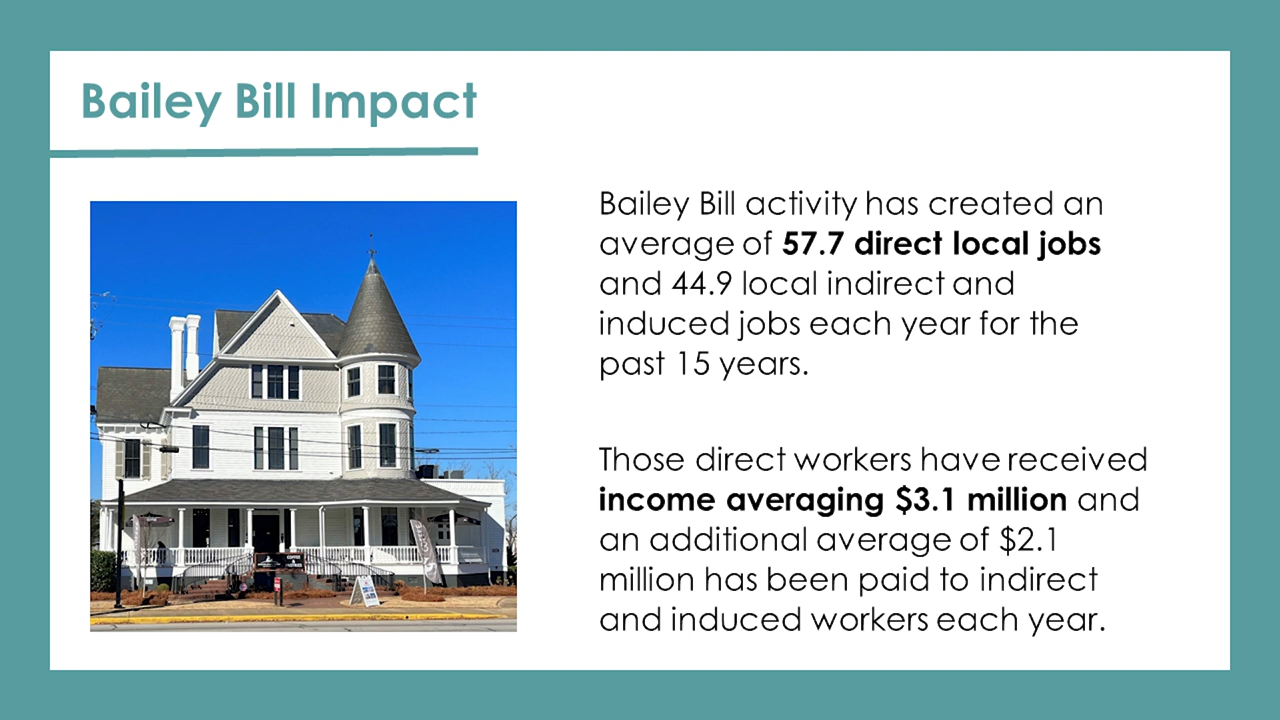 Bailey Bill Impact
Bailey Bill activity has created an
average of 57.7 direct local jobs
and 44.9 local indirect and
induced jobs each year for the
past 15 years.
Those direct workers have received
income averaging $3.1 million and
an additional average of $2.1
million has been paid to indirect
and induced workers each year.
COFFEE